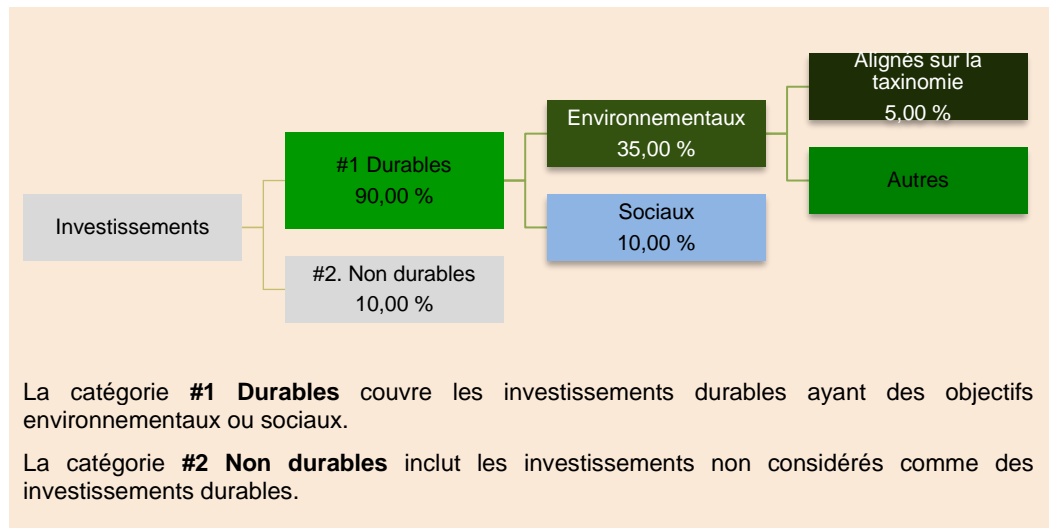 Investissements
#1 Durables
90,00 %
#2. Non durables
10,00 %
Environnementaux
35,00 %
Sociaux
10,00 %
Alignés sur la
taxinomie
5,00 %
Autres
La catégorie #1 Durables couvre les investissements durables ayant des objectifs
environnementaux ou sociaux.
La catégorie #2 Non durables inclut les investissements non considérés comme des
investissements durables.